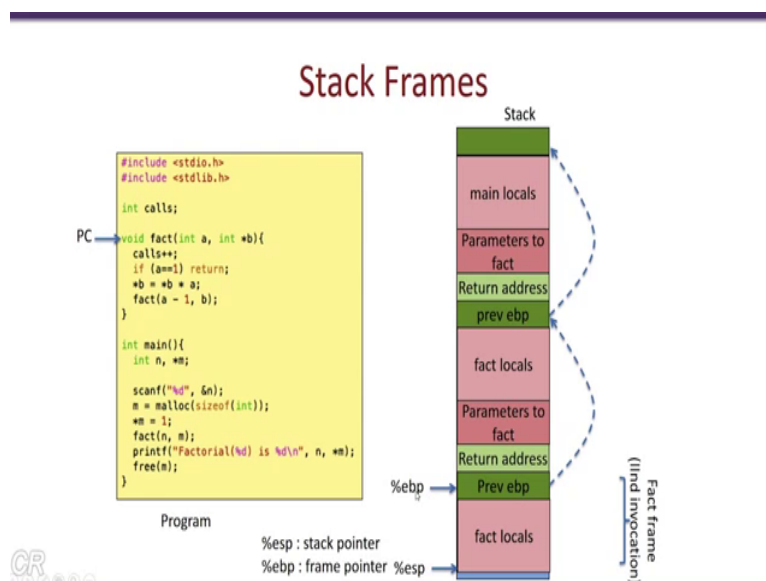 Stack Frames
Stack
#include <stdio.h>
#include <stdlib.h>
int calls;
PC
void fact(int a, int *b){
calls++;
if (a==1) return;
*b = *b * a;
fact(a - 1, b);
}
int main(){
int n, *m;
scanf("%d", &n);
m = malloc(sizeof(int));
*m = 1;
fact(n, m);
printf("Factorial(%d) is %d\n", n, *m);
free(m);
}
Program
%esp : stack pointer
%ebp : frame pointer
main locals
Parameters to
fact
Return address
prev ebp
fact locals
Parameters to
fact
Return address
%ebp
Prev ebp
fact locals
%esp
Fact frame
(IInd invocation)
CR